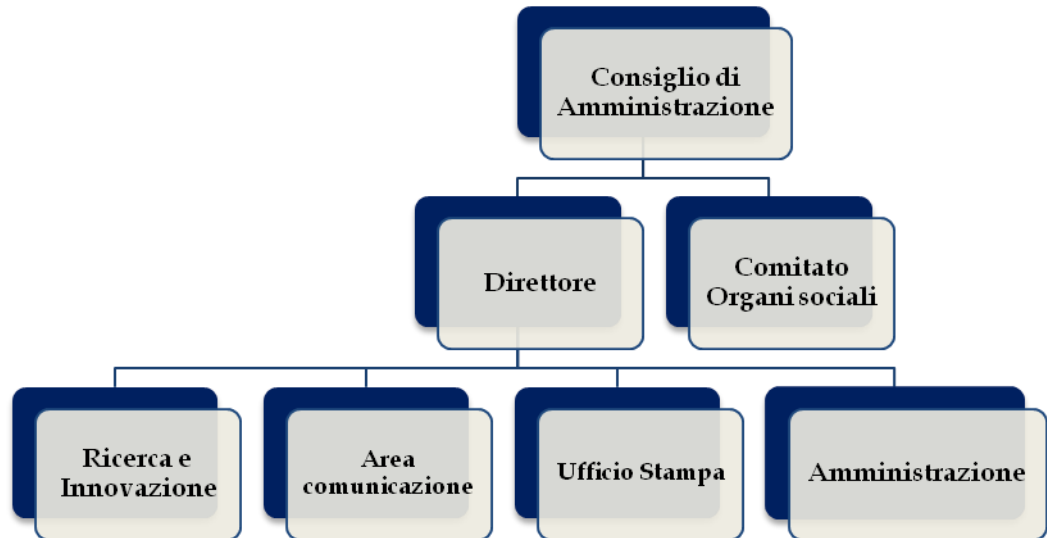 Consiglio di
Amministrazione
Direttore
Comitato
Organi sociali
Ricerca e
Innovazione
Area
comunicazione
Ufficio Stampa
Amministrazione